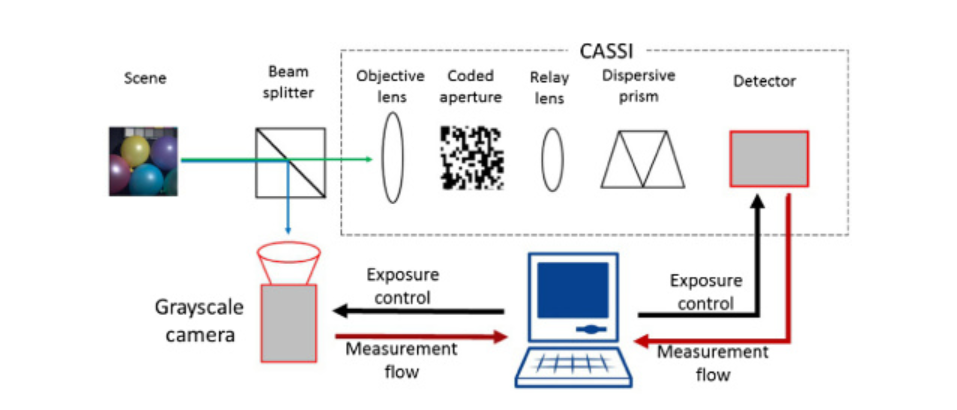 CASSI
Scene
Beam
splitter
Objective
lens
Coded
aperture
Relay
lens
Dispersive
prism
Detector
Grayscale
camera
Exposure
control
Measurement
flow
Exposure
control
Measurement
flow